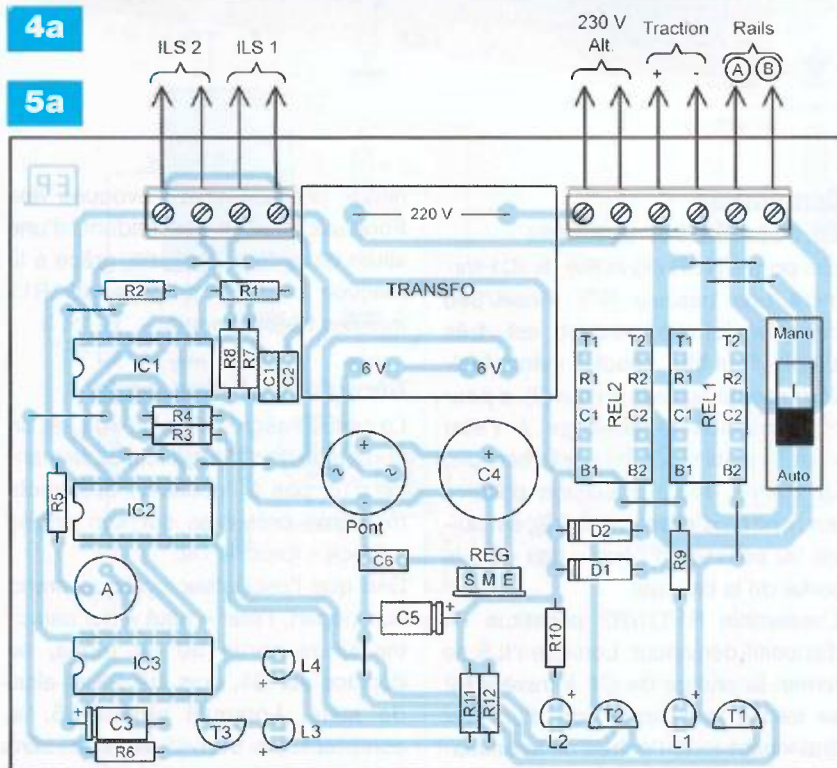 4a
5a
ILS 2 ILS 1
230 V
Alt.
Traction
+ -
Rails
A B
EP
220 V
TRANSFO
6 V 6 V
R2 R1
IC1
R8 R7 C1 C2
R4
R3
R5
IC2
A
IC3
C3
+
R6
T3
L4
L3
+
+
~ ~
-
Pont
+
C4
C6
REG
S M E
C5 +
R11 R12
T1 T2 T1 T2
R1 R2 R1 R2
C1 C2 C1 C2
B1 B2 B1 B2
REL2 REL1
Manu
I
Auto
D2
D1
R9
R10
+ +
L2 T2 L1 T1